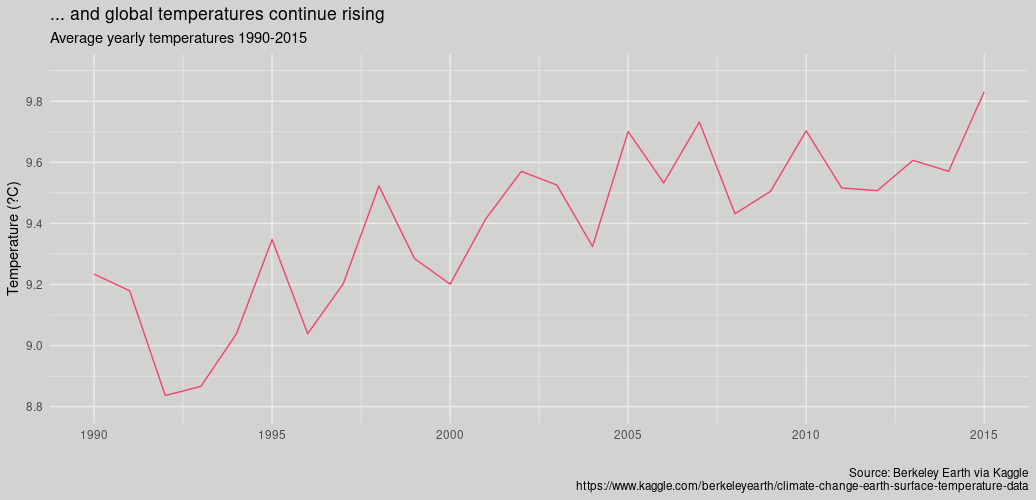 ... and global temperatures continue rising
Average yearly temperatures 1990-2015
Temperature (?C)
9.8
9.6
9.4
9.2
9.0
8.8
1990 1995 2000 2005 2010 2015
Source: Berkeley Earth via Kaggle
https://www.kaggle.com/berkeleyearth/climate-change-earth-surface-temperature-data